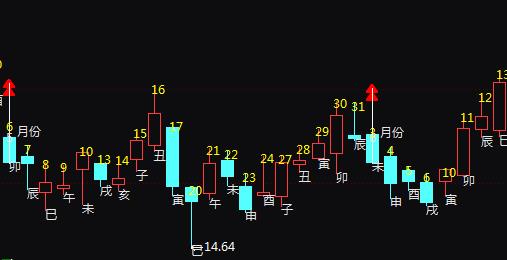 6 月份
卯
7
辰
8
巳
9
午
10
未
13
戌
14
亥
15
子
16
丑
17
寅
20
巳
←14.64
21
午
22
未
23
申
24
酉
27
子
28
丑
29
寅
30
卯
31
辰
3 月份
未
4
申
5
酉
6
戌
10
寅
11
卯
12
辰
13
巳